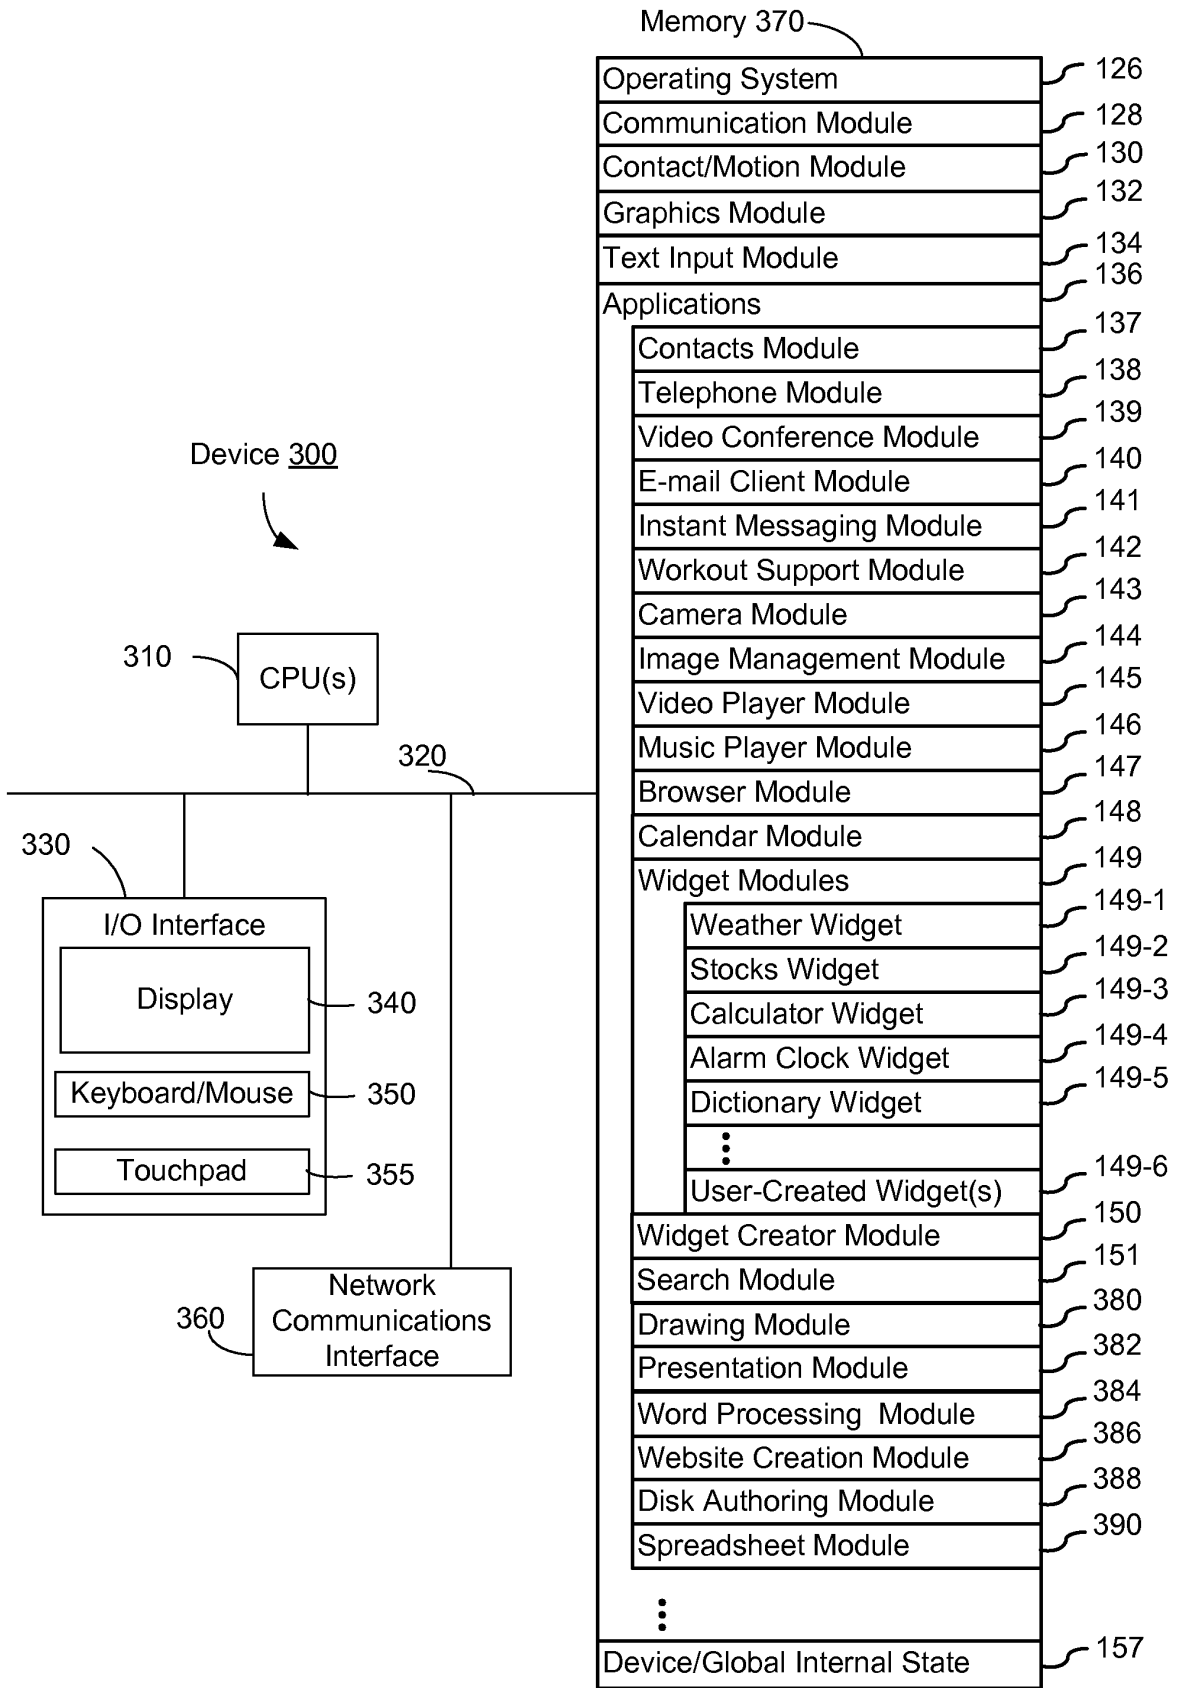 Memory 370
Operating System 126
Communication Module 128
Contact/Motion Module 130
Graphics Module 132
Text Input Module 134
Applications 136
Contacts Module 137
Telephone Module 138
Video Conference Module 139
E-mail Client Module 140
Instant Messaging Module 141
Workout Support Module 142
Camera Module 143
Image Management Module 144
Video Player Module 145
Music Player Module 146
Browser Module 147
Calendar Module 148
Widget Modules 149
Weather Widget 149-1
Stocks Widget 149-2
Calculator Widget 149-3
Alarm Clock Widget 149-4
Dictionary Widget 149-5
User-Created Widget(s) 149-6
Widget Creator Module 150
Search Module 151
Drawing Module 380
Presentation Module 382
Word Processing Module 384
Website Creation Module 386
Disk Authoring Module 388
Spreadsheet Module 390
Device/Global Internal State 157
Device 300
310 CPU(s)
320
330
I/O Interface
Display 340
Keyboard/Mouse 350
Touchpad 355
360
Network
Communications
Interface